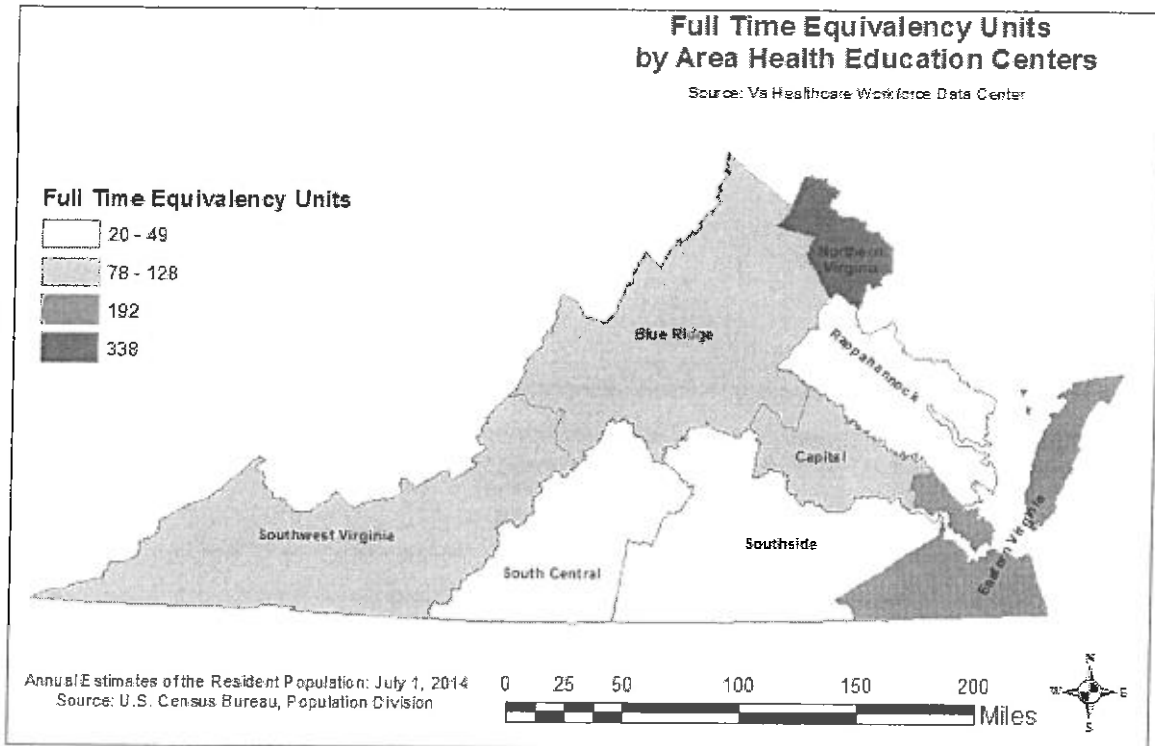 Full Time Equivalency Units
by Area Health Education Centers
Source: Va Healthcare Workforce Data Center
Full Time Equivalency Units
20 - 49
78 - 128
192
338
Northern
Virginia
Blue Ridge
Rappahannock
Capital
Southwest Virginia
Southside
South Central
Eastern Virginia
Annual Estimates of the Resident Population: July 1, 2014
Source: U.S. Census Bureau, Population Division
0 25 50 100 150 200
Miles
N
W E
S